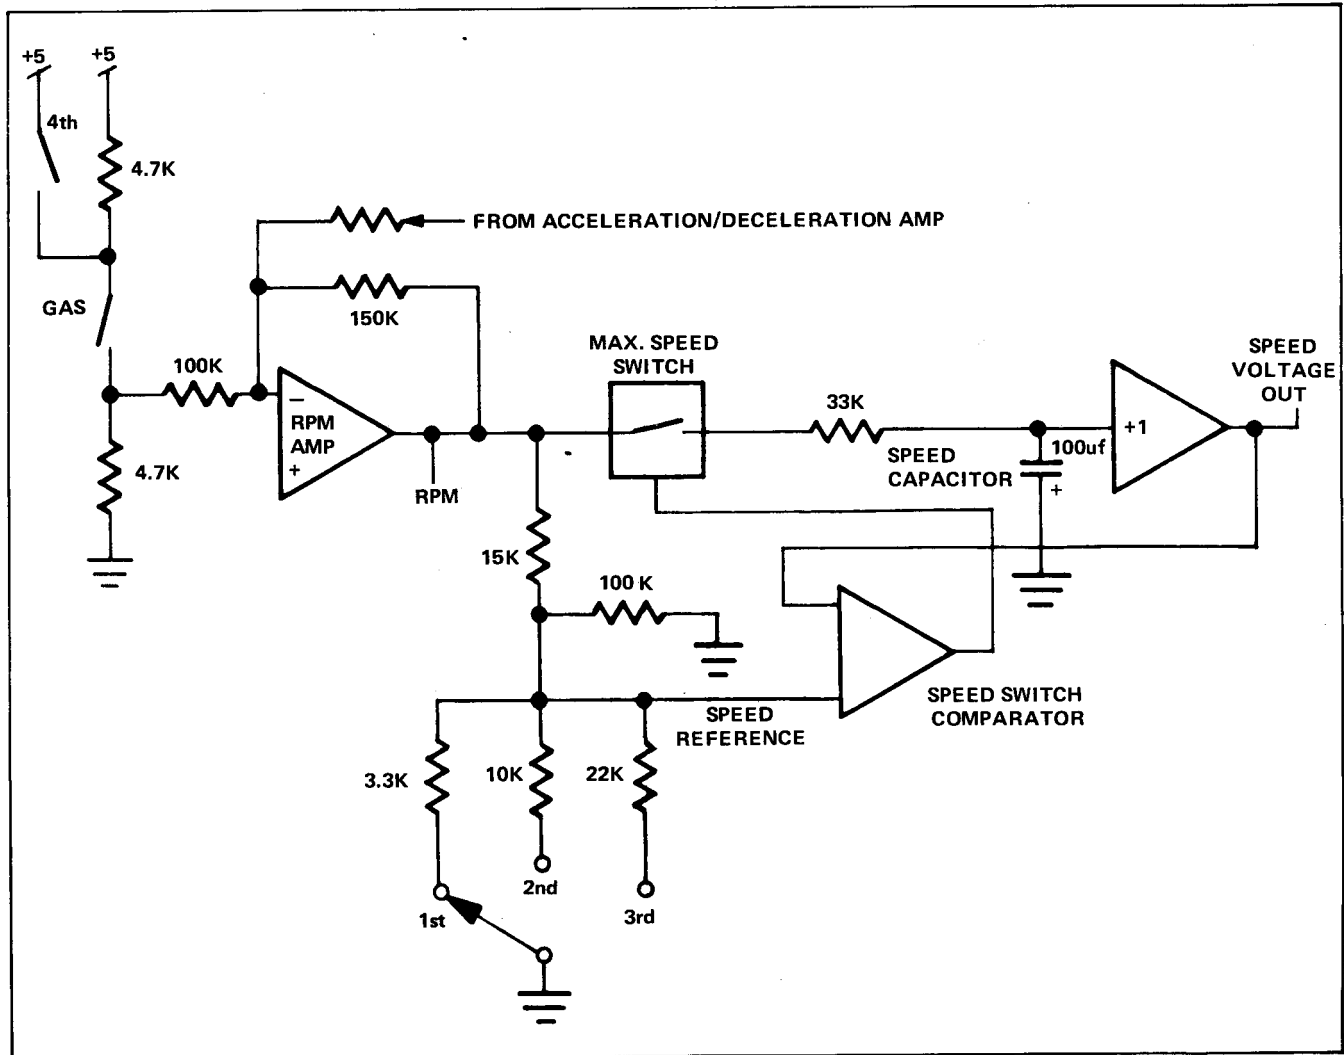 +5
+5
4th
4.7K
FROM ACCELERATION/DECELERATION AMP
GAS
150K
MAX. SPEED
SWITCH
SPEED
VOLTAGE
OUT
100K
33K
−
RPM
AMP
+
+1
100uf
SPEED
CAPACITOR
+
4.7K
RPM
15K
100 K
SPEED
REFERENCE
SPEED SWITCH
COMPARATOR
3.3K
10K
22K
2nd
1st
3rd